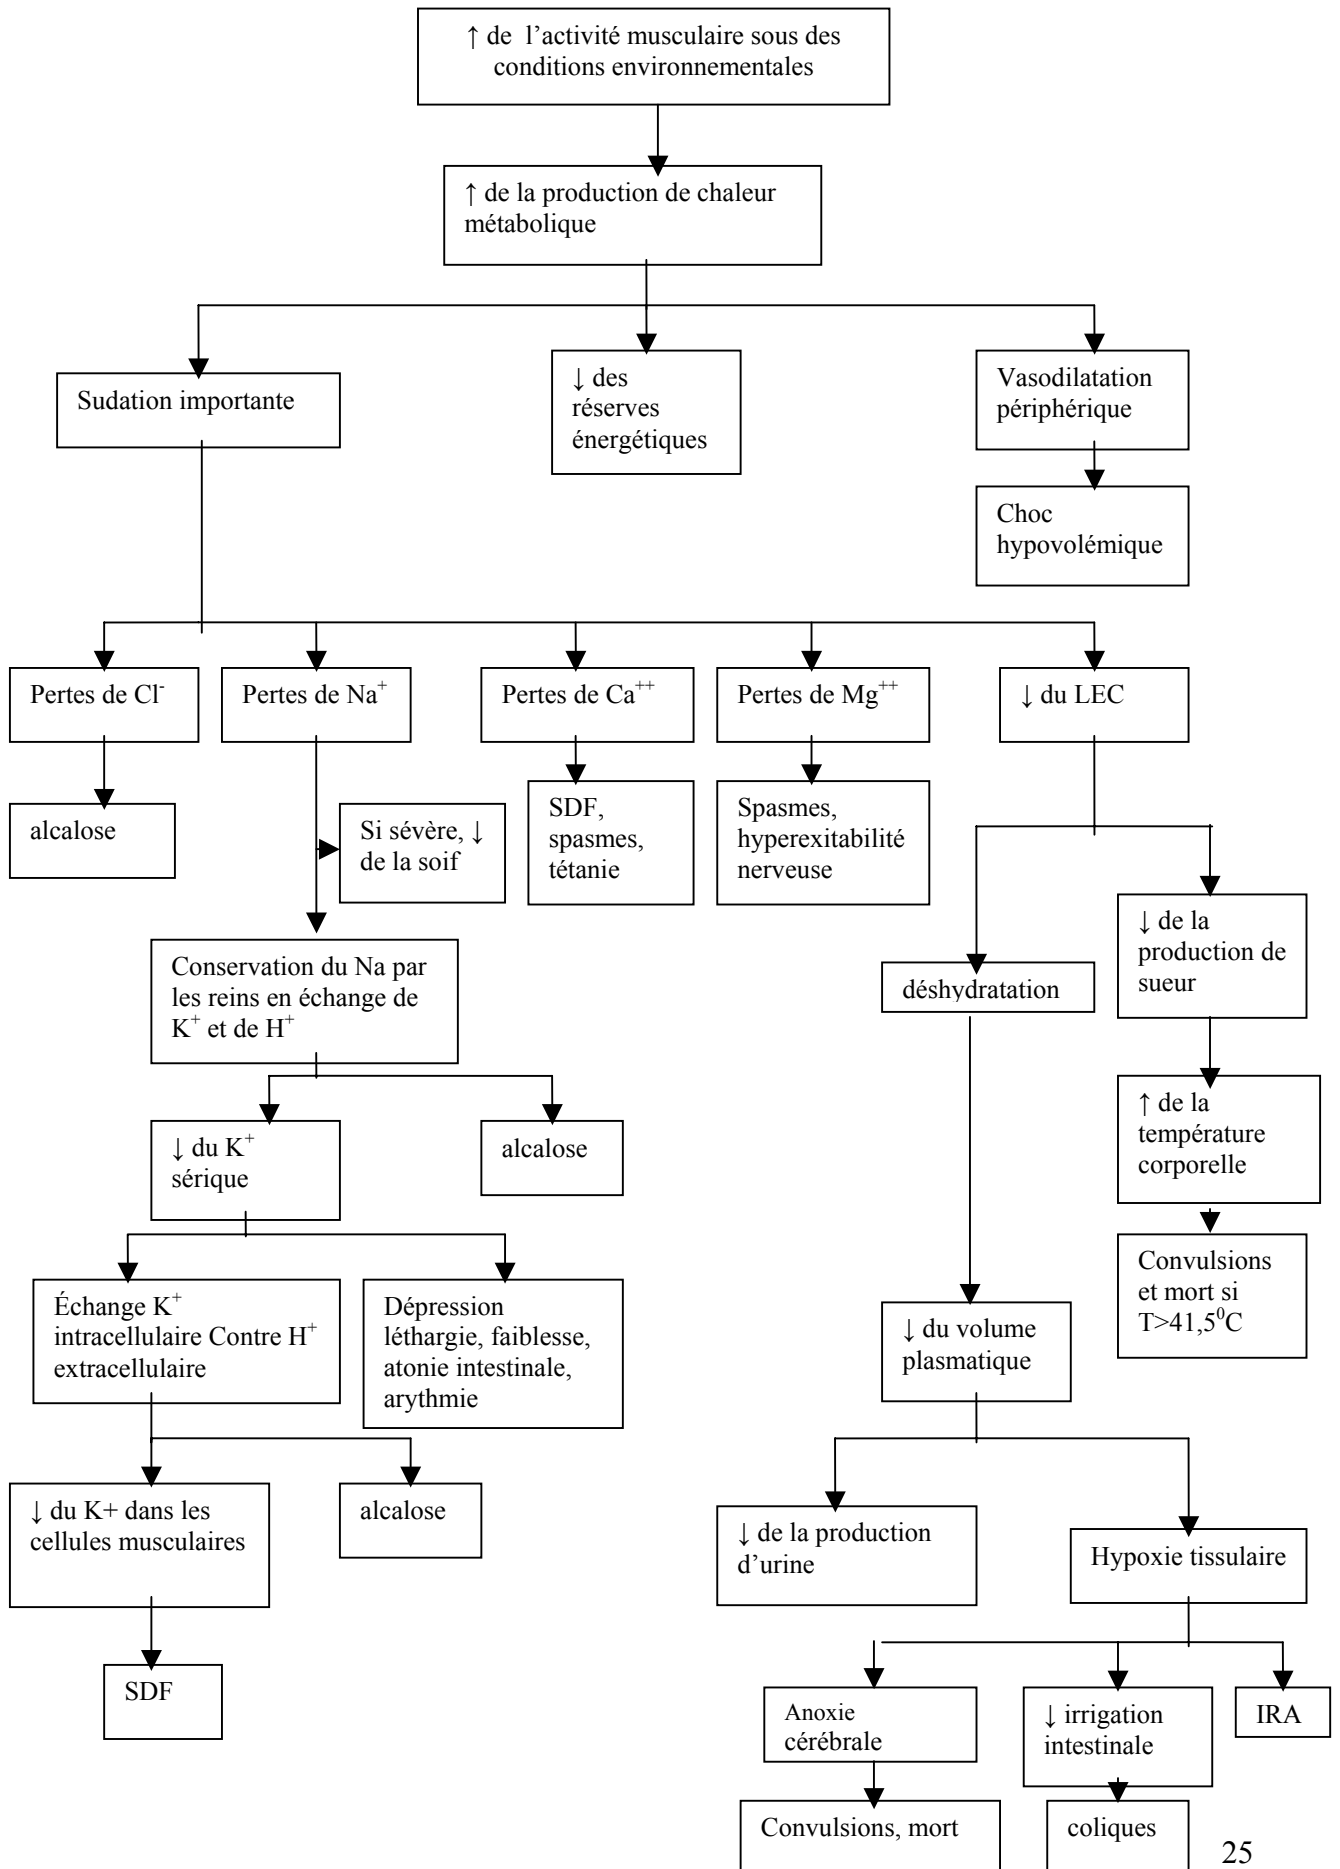 ↑ de l’activité musculaire sous des
conditions environnementales
↑ de la production de chaleur
métabolique
Sudation importante
↓ des
réserves
énergétiques
Vasodilatation
périphérique
Choc
hypovolémique
Pertes de Cl⁻
Pertes de Na⁺
Pertes de Ca⁺⁺
Pertes de Mg⁺⁺
↓ du LEC
alcalose
Si sévère, ↓
de la soif
SDF,
spasmes,
tétanie
Spasmes,
hyperexitabilité
nerveuse
↓ de la
production de
sueur
Conservation du Na par
les reins en échange de
K⁺ et de H⁺
déshydratation
↑ de la
température
corporelle
↓ du K⁺
sérique
alcalose
Convulsions
et mort si
T>41,5⁰C
Échange K⁺
intracellulaire Contre H⁺
extracellulaire
Dépression
léthargie, faiblesse,
atonie intestinale,
arythmie
↓ du volume
plasmatique
↓ du K+ dans les
cellules musculaires
alcalose
↓ de la production
d’urine
Hypoxie tissulaire
SDF
Anoxie
cérébrale
↓ irrigation
intestinale
IRA
Convulsions, mort
coliques
25